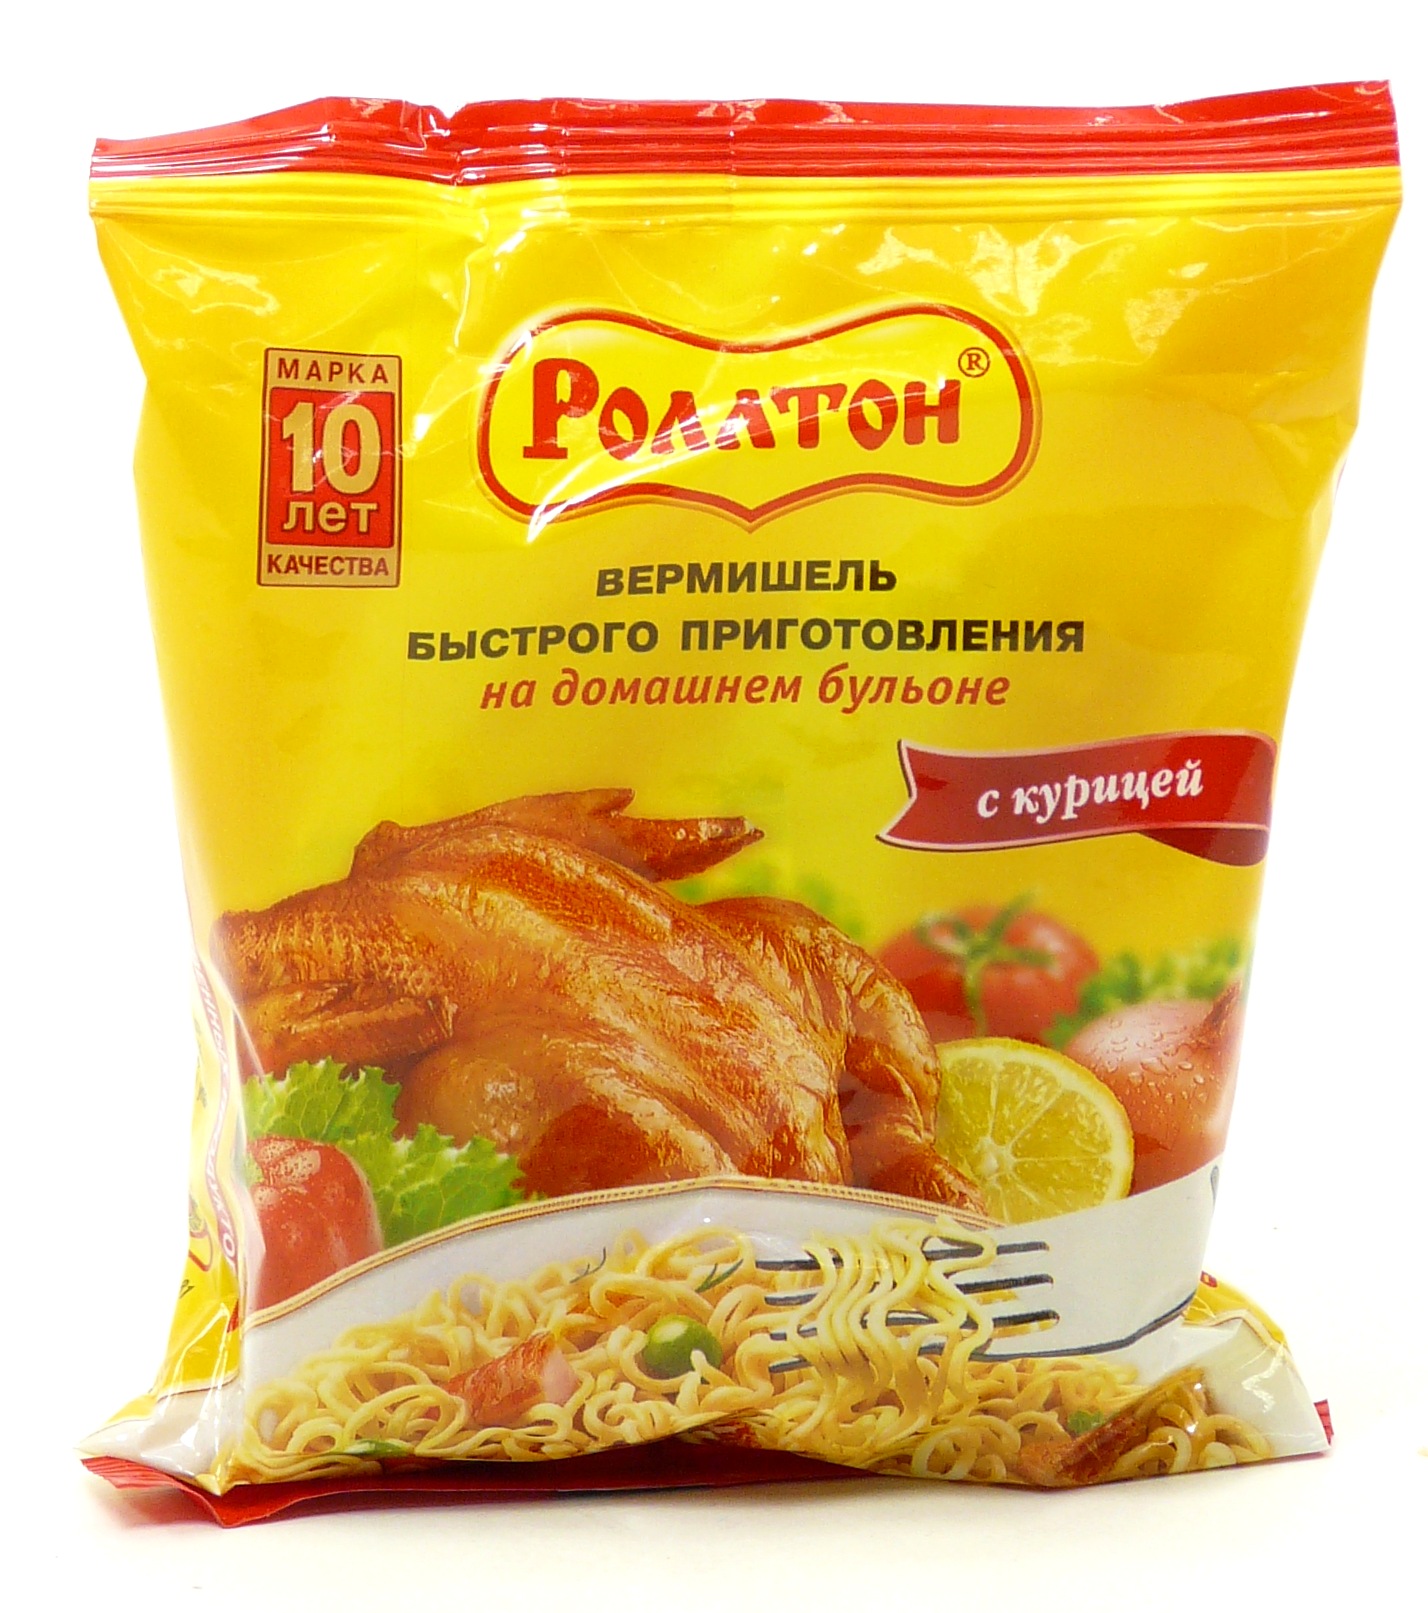 МАРКА
10
лет
КАЧЕСТВА
РОЛЛТОН®
ВЕРМИШЕЛЬ
БЫСТРОГО ПРИГОТОВЛЕНИЯ
на домашнем бульоне
с курицей